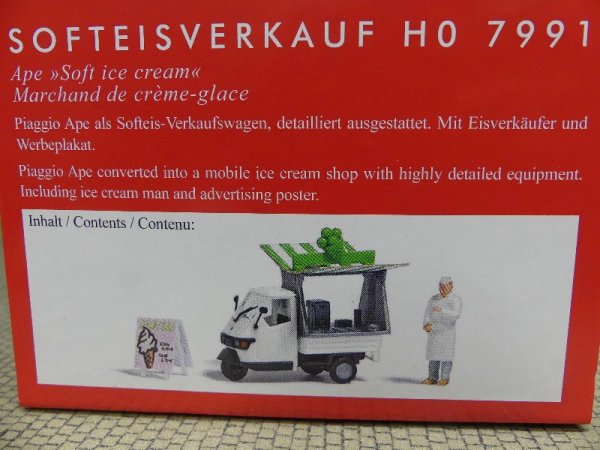 SOFTEISVERKAUF H0 7991
Ape »Soft ice cream«
Marchand de crème-glace
Piaggio Ape als Softeis-Verkaufswagen, detailliert ausgestattet. Mit Eisverkäufer und
Werbeplakat.
Piaggio Ape converted into a mobile ice cream shop with highly detailed equipment.
Including ice cream man and advertising poster.
Inhalt / Contents / Contenu: